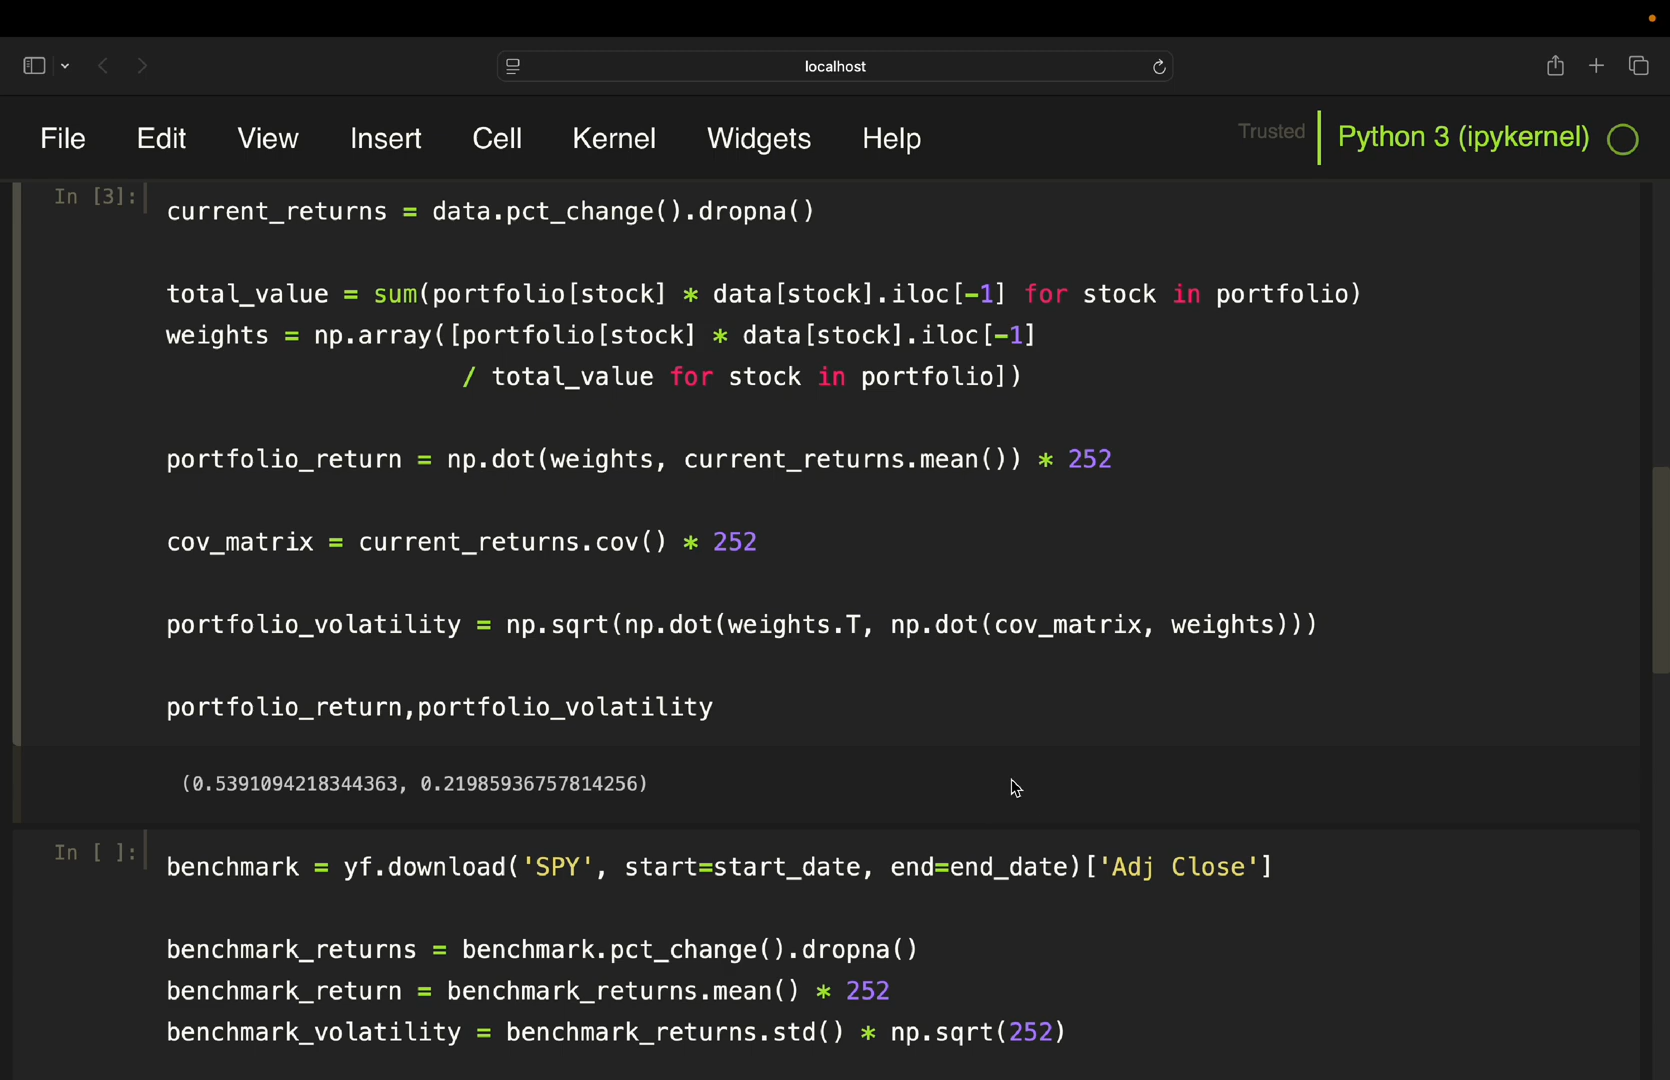 localhost
File Edit View Insert Cell Kernel Widgets Help Trusted Python 3 (ipykernel)
In [3]:
current_returns = data.pct_change().dropna()
total_value = sum(portfolio[stock] * data[stock].iloc[-1] for stock in portfolio)
weights = np.array([portfolio[stock] * data[stock].iloc[-1]
/ total_value for stock in portfolio])
portfolio_return = np.dot(weights, current_returns.mean()) * 252
cov_matrix = current_returns.cov() * 252
portfolio_volatility = np.sqrt(np.dot(weights.T, np.dot(cov_matrix, weights)))
portfolio_return,portfolio_volatility
(0.5391094218344363, 0.21985936757814256)
In [ ]:
benchmark = yf.download('SPY', start=start_date, end=end_date)['Adj Close']
benchmark_returns = benchmark.pct_change().dropna()
benchmark_return = benchmark_returns.mean() * 252
benchmark_volatility = benchmark_returns.std() * np.sqrt(252)